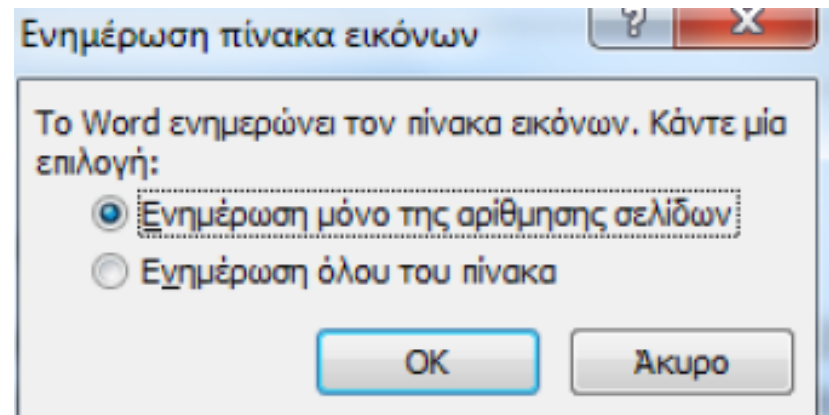 Ενημέρωση πίνακα εικόνων
?
Το Word ενημερώνει τον πίνακα εικόνων. Κάντε μία
επιλογή:
Ενημέρωση μόνο της αρίθμησης σελίδων
Ενημέρωση όλου του πίνακα
OK
Άκυρο